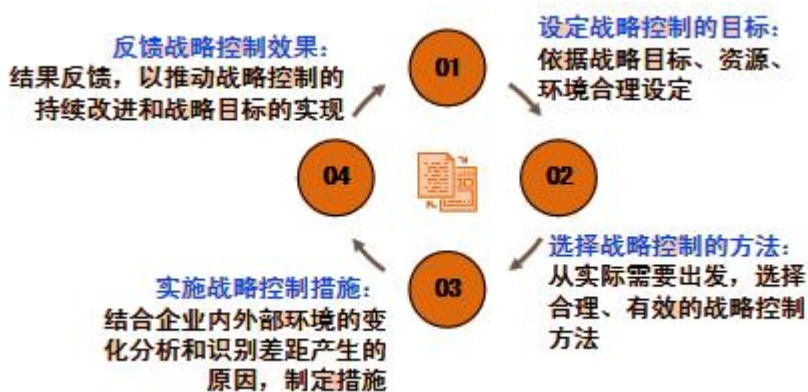 01
设定战略控制的目标：
依据战略目标、资源、
环境合理设定
02
选择战略控制的方法：
从实际需要出发，选择
合理、有效的战略控制
方法
03
实施战略控制措施：
结合企业内外部环境的变
化分析和识别差距产生的
原因，制定措施
04
反馈战略控制效果：
结果反馈，以推动战略控制的
持续改进和战略目标的实现